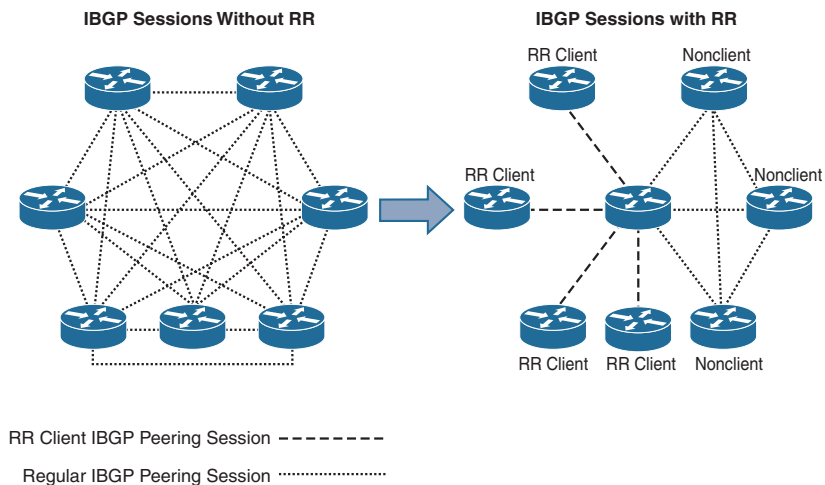 IBGP Sessions Without RR
IBGP Sessions with RR
RR Client
Nonclient
RR Client
Nonclient
RR Client
RR Client
Nonclient
RR Client IBGP Peering Session
Regular IBGP Peering Session